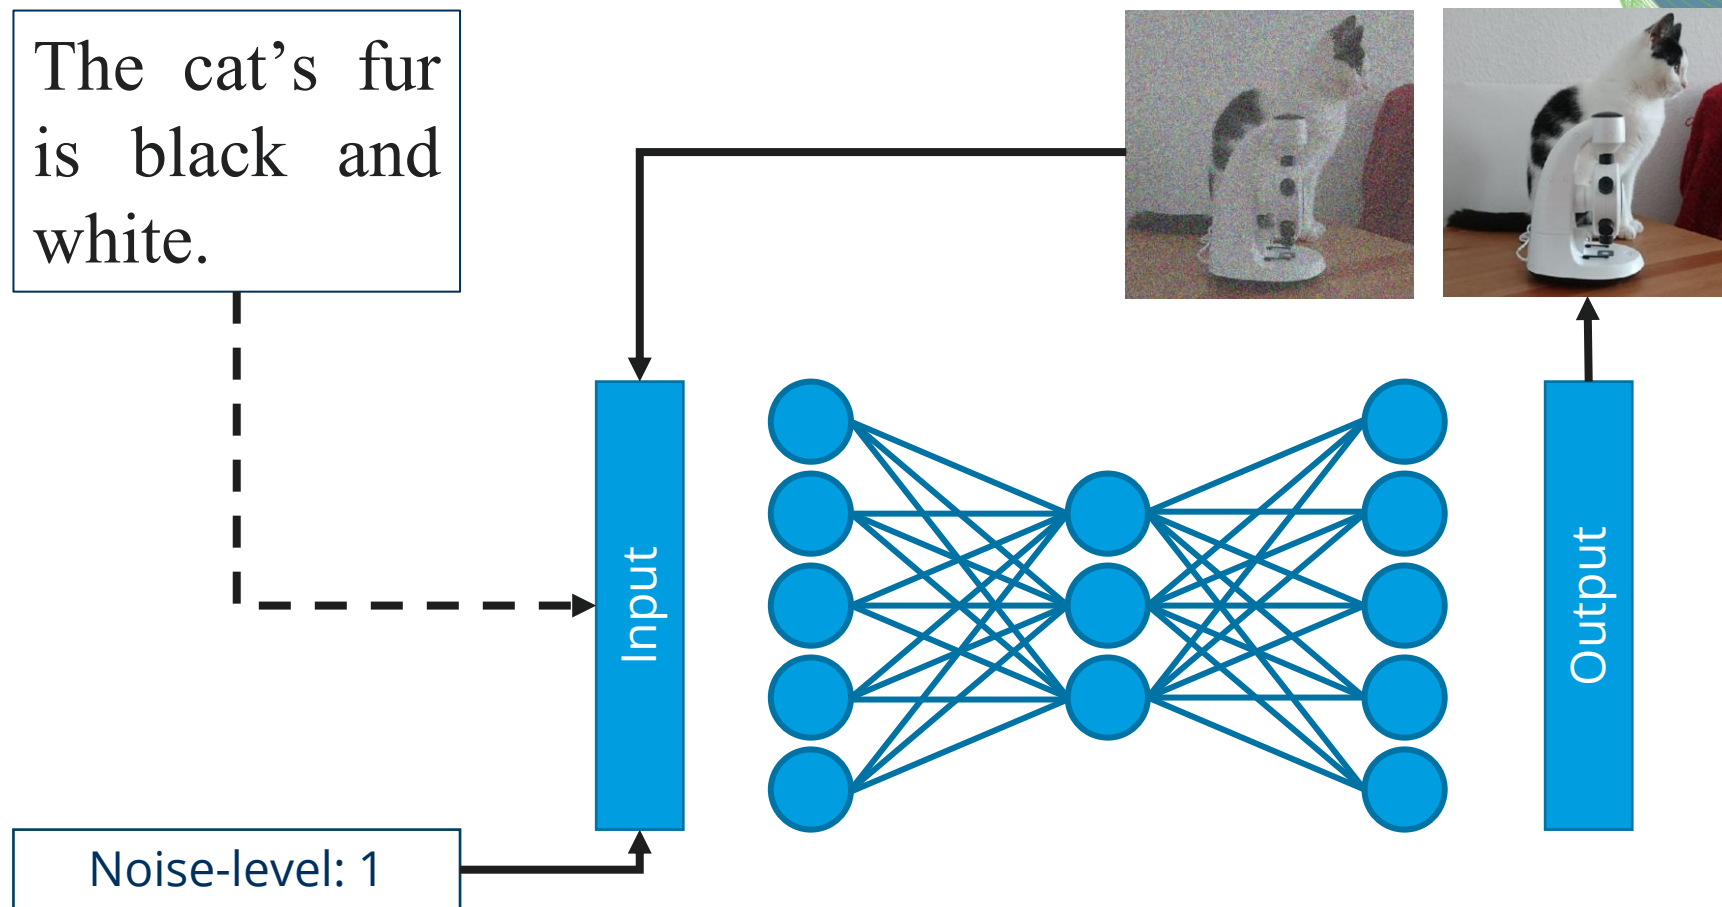 The cat’s fur
is black and
white.
Input
Output
Noise-level: 1